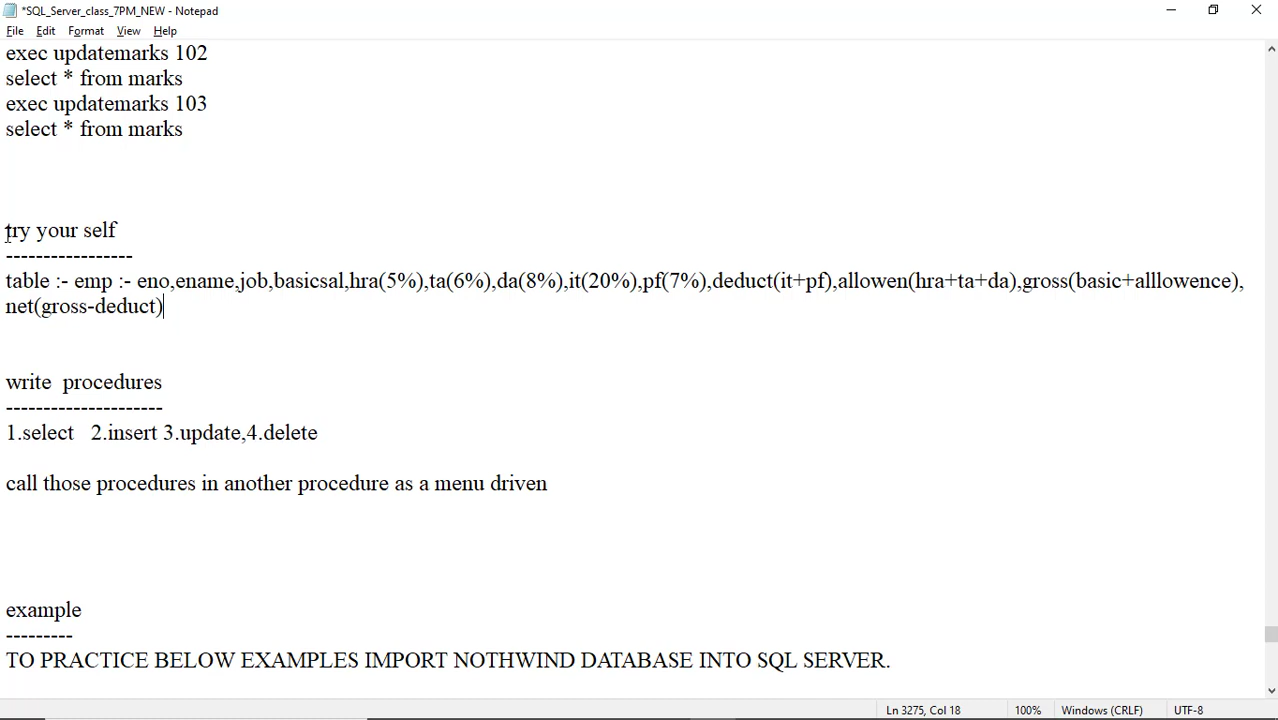 *SQL_Server_class_7PM_NEW - Notepad
File Edit Format View Help
exec updatemarks 102
select * from marks
exec updatemarks 103
select * from marks
try your self
-----------------
table :- emp :- eno,ename,job,basicsal,hra(5%),ta(6%),da(8%),it(20%),pf(7%),deduct(it+pf),allowen(hra+ta+da),gross(basic+alllowence),
net(gross-deduct)
write  procedures
---------------------
1.select   2.insert 3.update,4.delete
call those procedures in another procedure as a menu driven
example
---------
TO PRACTICE BELOW EXAMPLES IMPORT NOTHWIND DATABASE INTO SQL SERVER.
Ln 3275, Col 18 100% Windows (CRLF) UTF-8